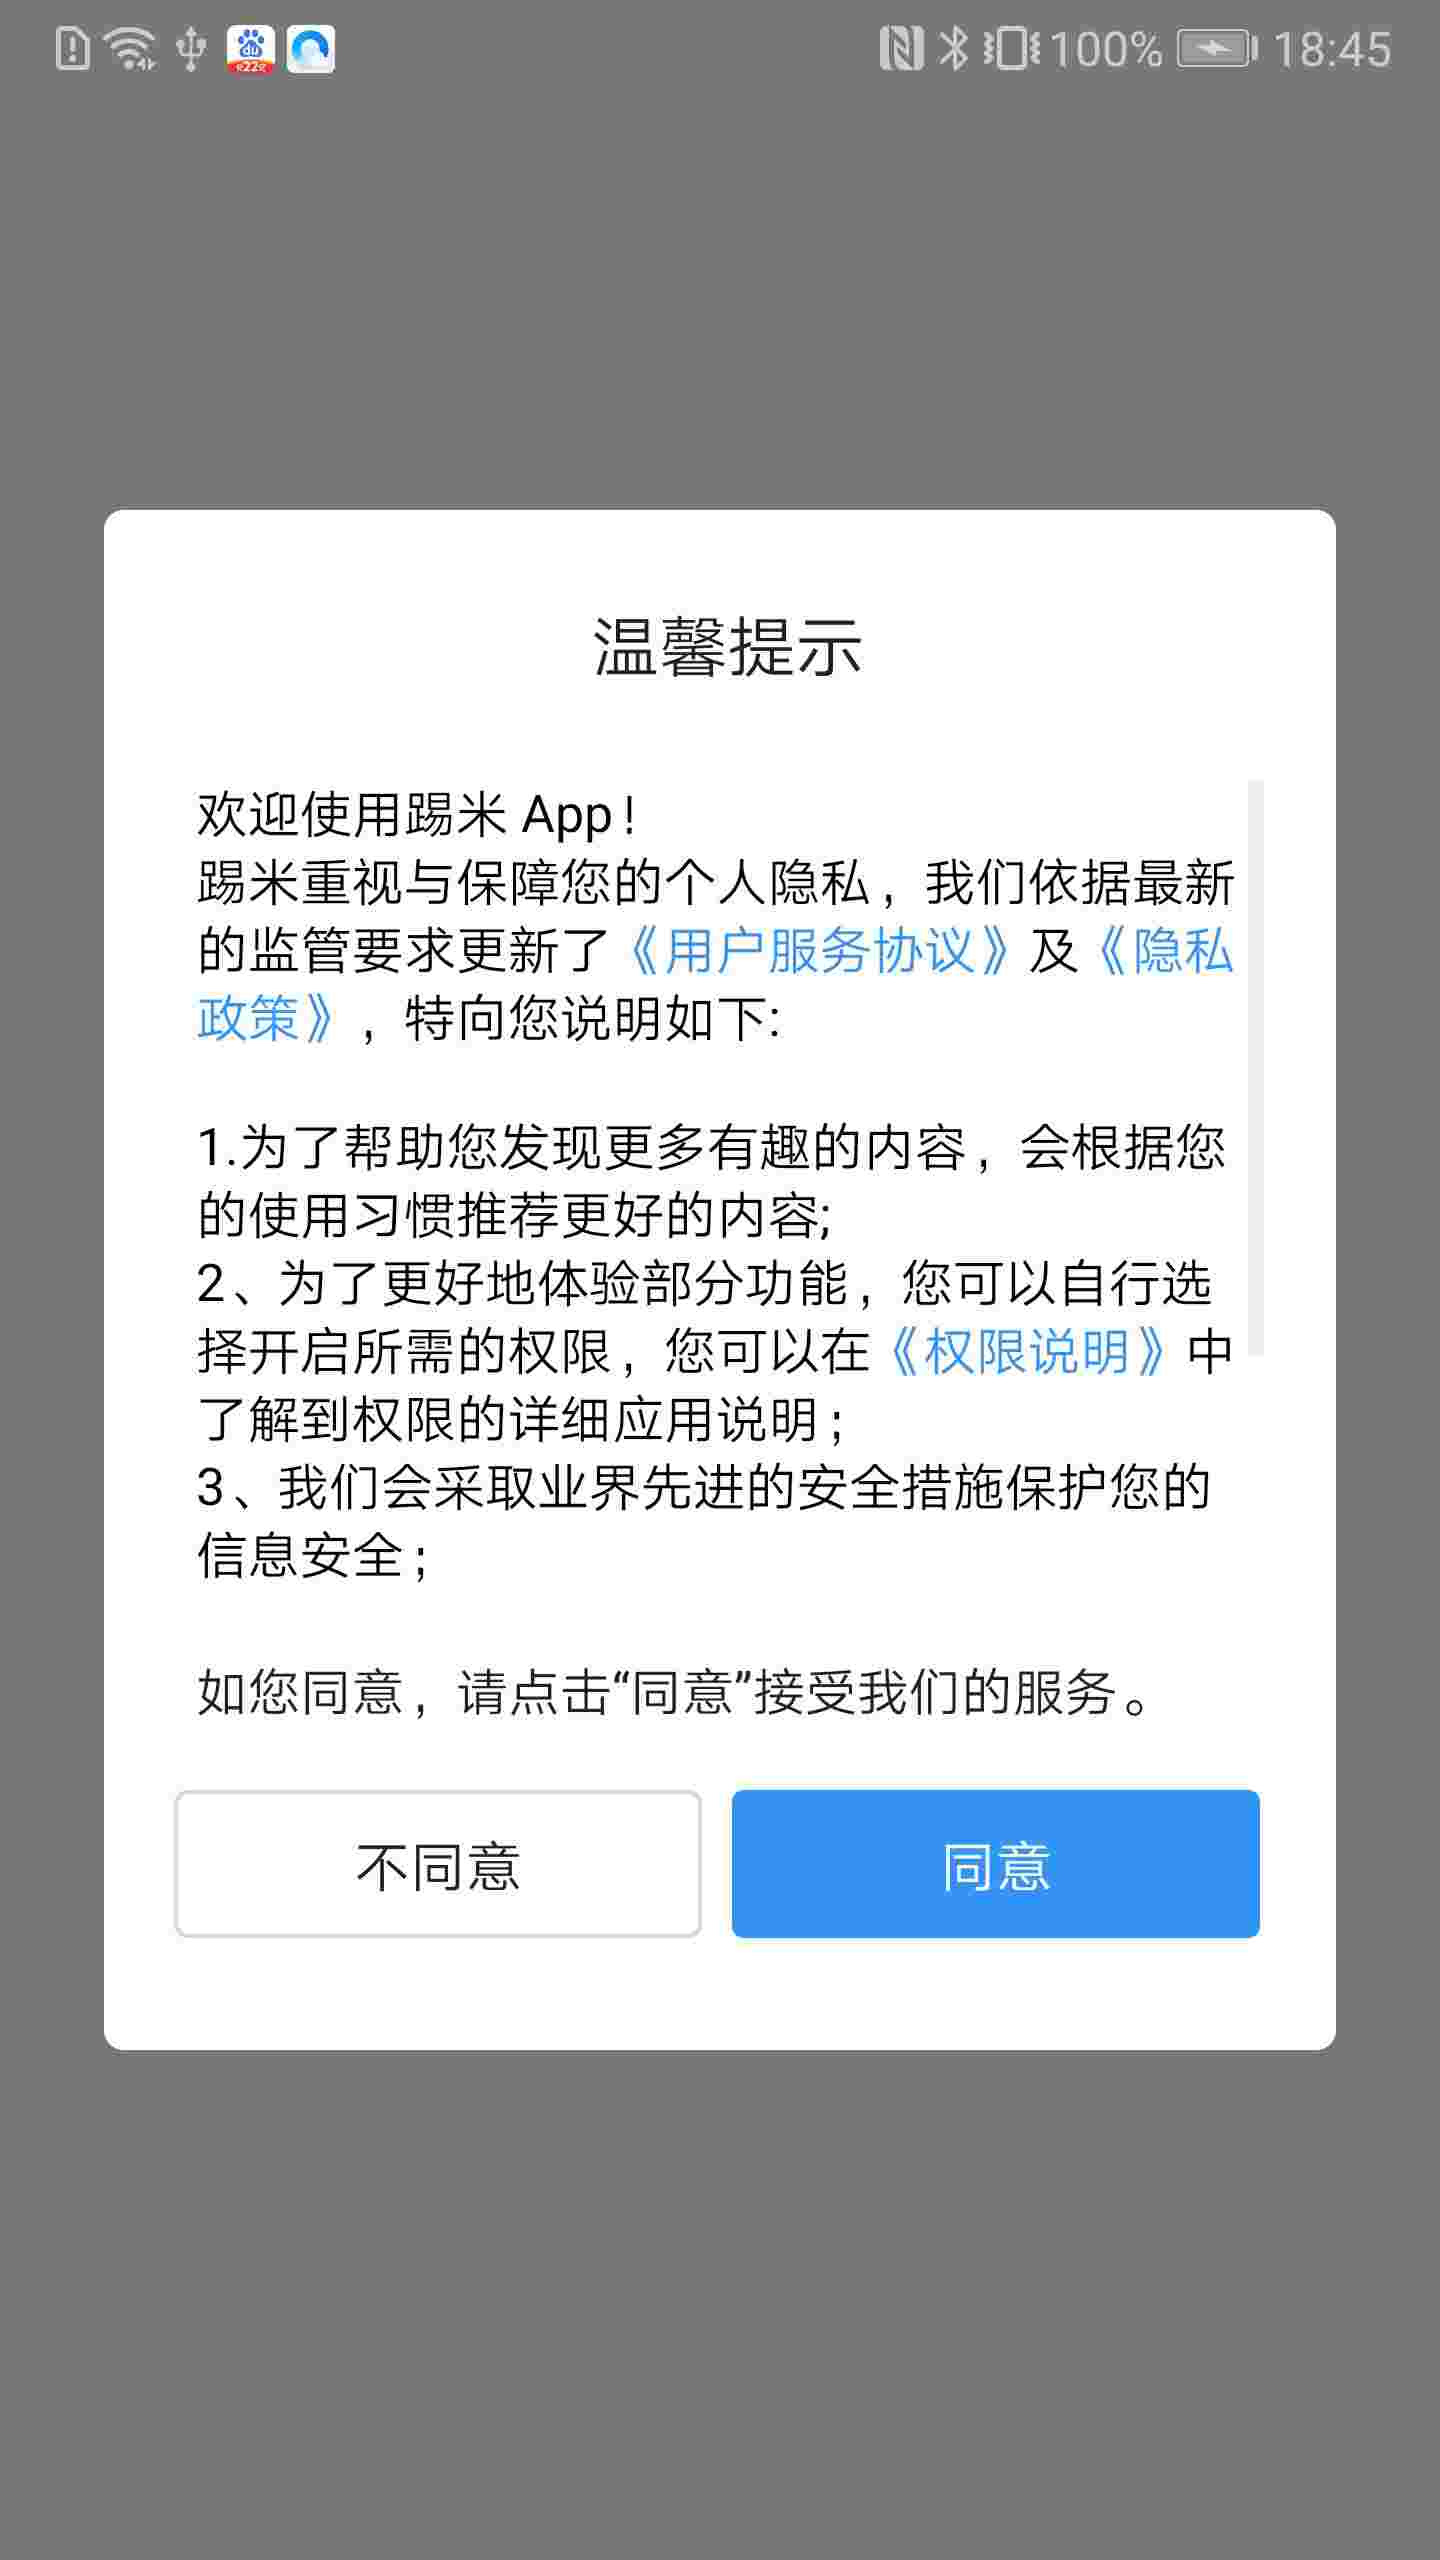 100% 18:45
温馨提示
欢迎使用踢米 App！
踢米重视与保障您的个人隐私，我们依据最新
的监管要求更新了《用户服务协议》及《隐私
政策》，特向您说明如下:
1.为了帮助您发现更多有趣的内容，会根据您
的使用习惯推荐更好的内容;
2、为了更好地体验部分功能，您可以自行选
择开启所需的权限，您可以在《权限说明》中
了解到权限的详细应用说明；
3、我们会采取业界先进的安全措施保护您的
信息安全；
如您同意，请点击“同意”接受我们的服务。
不同意
同意